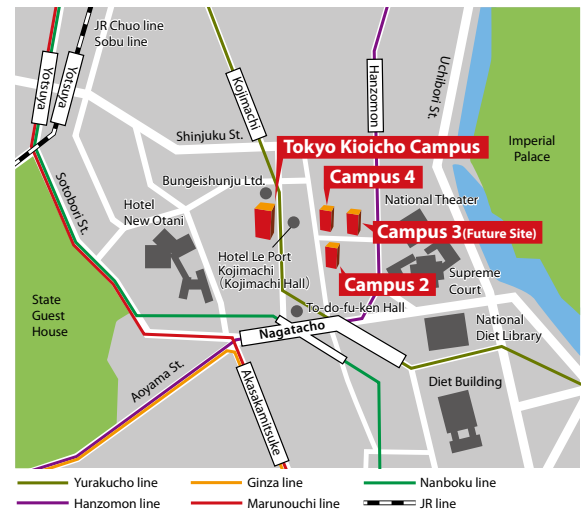 JR Chuo line
Sobu line
Yotsuya
Yotsuya
Kojimachi
Hanzomon
Uchibori St.
Shinjuku St.
Imperial
Palace
Tokyo Kioicho Campus
Bungeishunju Ltd.
Campus 4
Sotobori St.
Hotel
New Otani
National Theater
Campus 3(Future Site)
Hotel Le Port
Kojimachi
(Kojimachi Hall)
Campus 2
Supreme
Court
State
Guest
House
To-do-fu-ken Hall
Nagatacho
National
Diet Library
Aoyama St.
Akasakamitsuke
Diet Building
Yurakucho line
Ginza line
Nanboku line
Hanzomon line
Marunouchi line
JR line